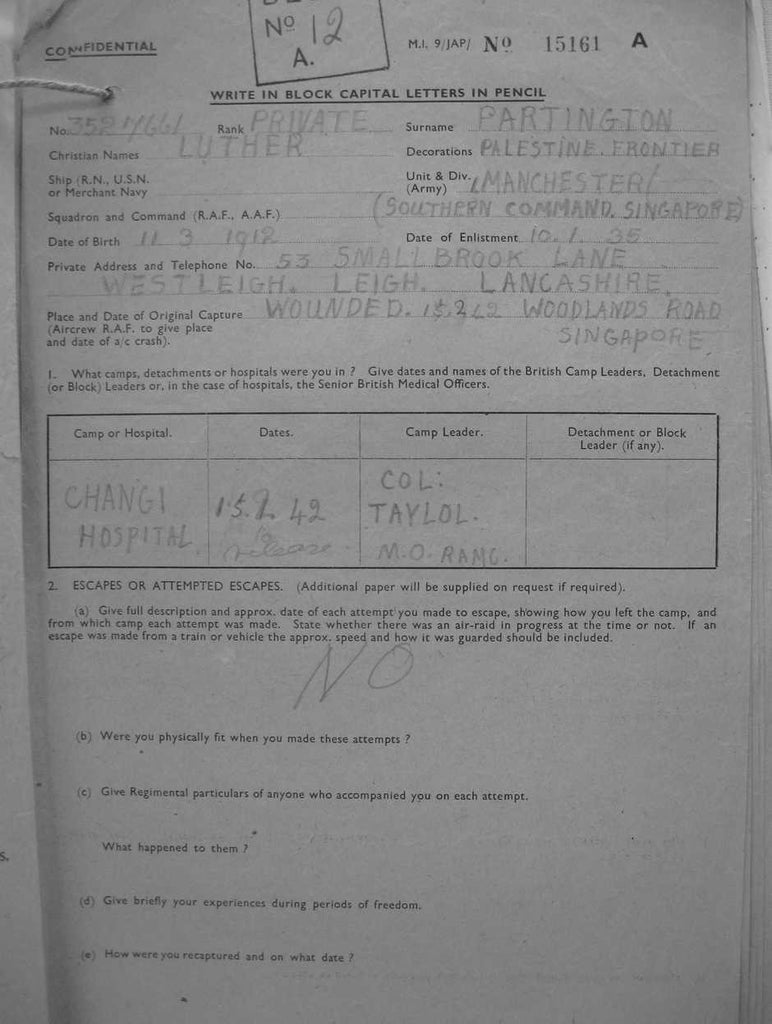 CONFIDENTIAL
Nº 12
A.
M.I. 9/JAP/ Nº 15161 A
WRITE IN BLOCK CAPITAL LETTERS IN PENCIL
No. Rank PRIVATE Surname PARTINGTON
Christian Names LUTHER Decorations PALESTINE. FRONTIER
Ship (R.N., U.S.N. or Merchant Navy
Unit & Div. (Army) 1/MANCHESTER/
Squadron and Command (R.A.F., A.A.F.) (SOUTHERN COMMAND. SINGAPORE)
Date of Birth 11 3 1912 Date of Enlistment 10. 1. 35
Private Address and Telephone No. 53 SMALLBROOK LANE
WESTLEIGH. LEIGH. LANCASHIRE.
Place and Date of Original Capture WOUNDED. 15.2.42 WOODLANDS ROAD
(Aircrew R.A.F. to give place SINGAPORE
and date of a/c crash).
1. What camps, detachments or hospitals were you in ? Give dates and names of the British Camp Leaders, Detachment
(or Block) Leaders or, in the case of hospitals, the Senior British Medical Officers.
Camp or Hospital. Dates. Camp Leader. Detachment or Block
Leader (if any).
CHANGI 15.2.42 COL:
HOSPITAL to release TAYLOL.
M.O. RAMC.
2. ESCAPES OR ATTEMPTED ESCAPES. (Additional paper will be supplied on request if required).
(a) Give full description and approx. date of each attempt you made to escape, showing how you left the camp, and
from which camp each attempt was made. State whether there was an air-raid in progress at the time or not. If an
escape was made from a train or vehicle the approx. speed and how it was guarded should be included.
NO
(b) Were you physically fit when you made these attempts ?
(c) Give Regimental particulars of anyone who accompanied you on each attempt.
What happened to them ?
(d) Give briefly your experiences during periods of freedom.
(e) How were you recaptured and on what date ?